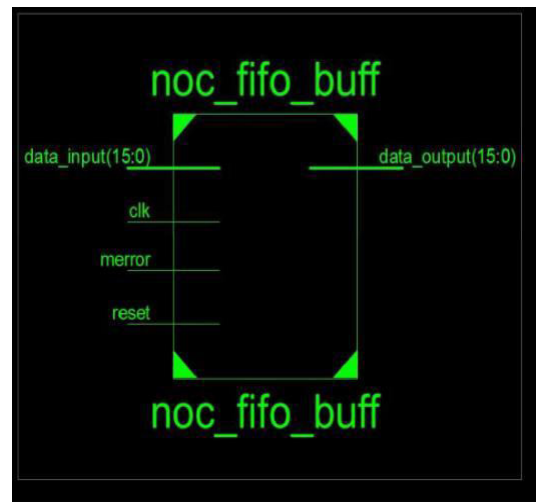 noc_fifo_buff
data_input(15:0)
data_output(15:0)
clk
merror
reset
noc_fifo_buff